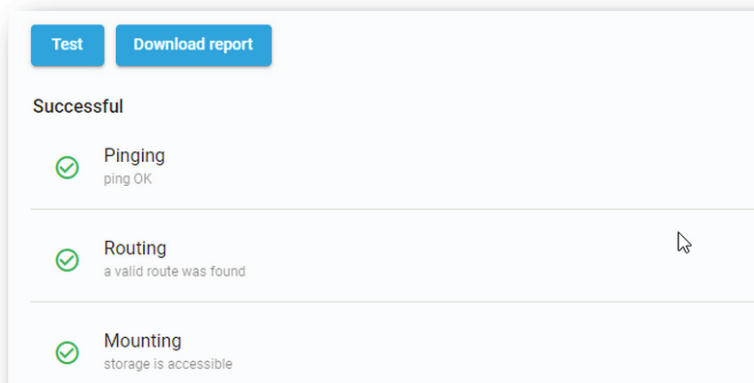 Test
Download report
Successful
Pinging
ping OK
Routing
a valid route was found
Mounting
storage is accessible